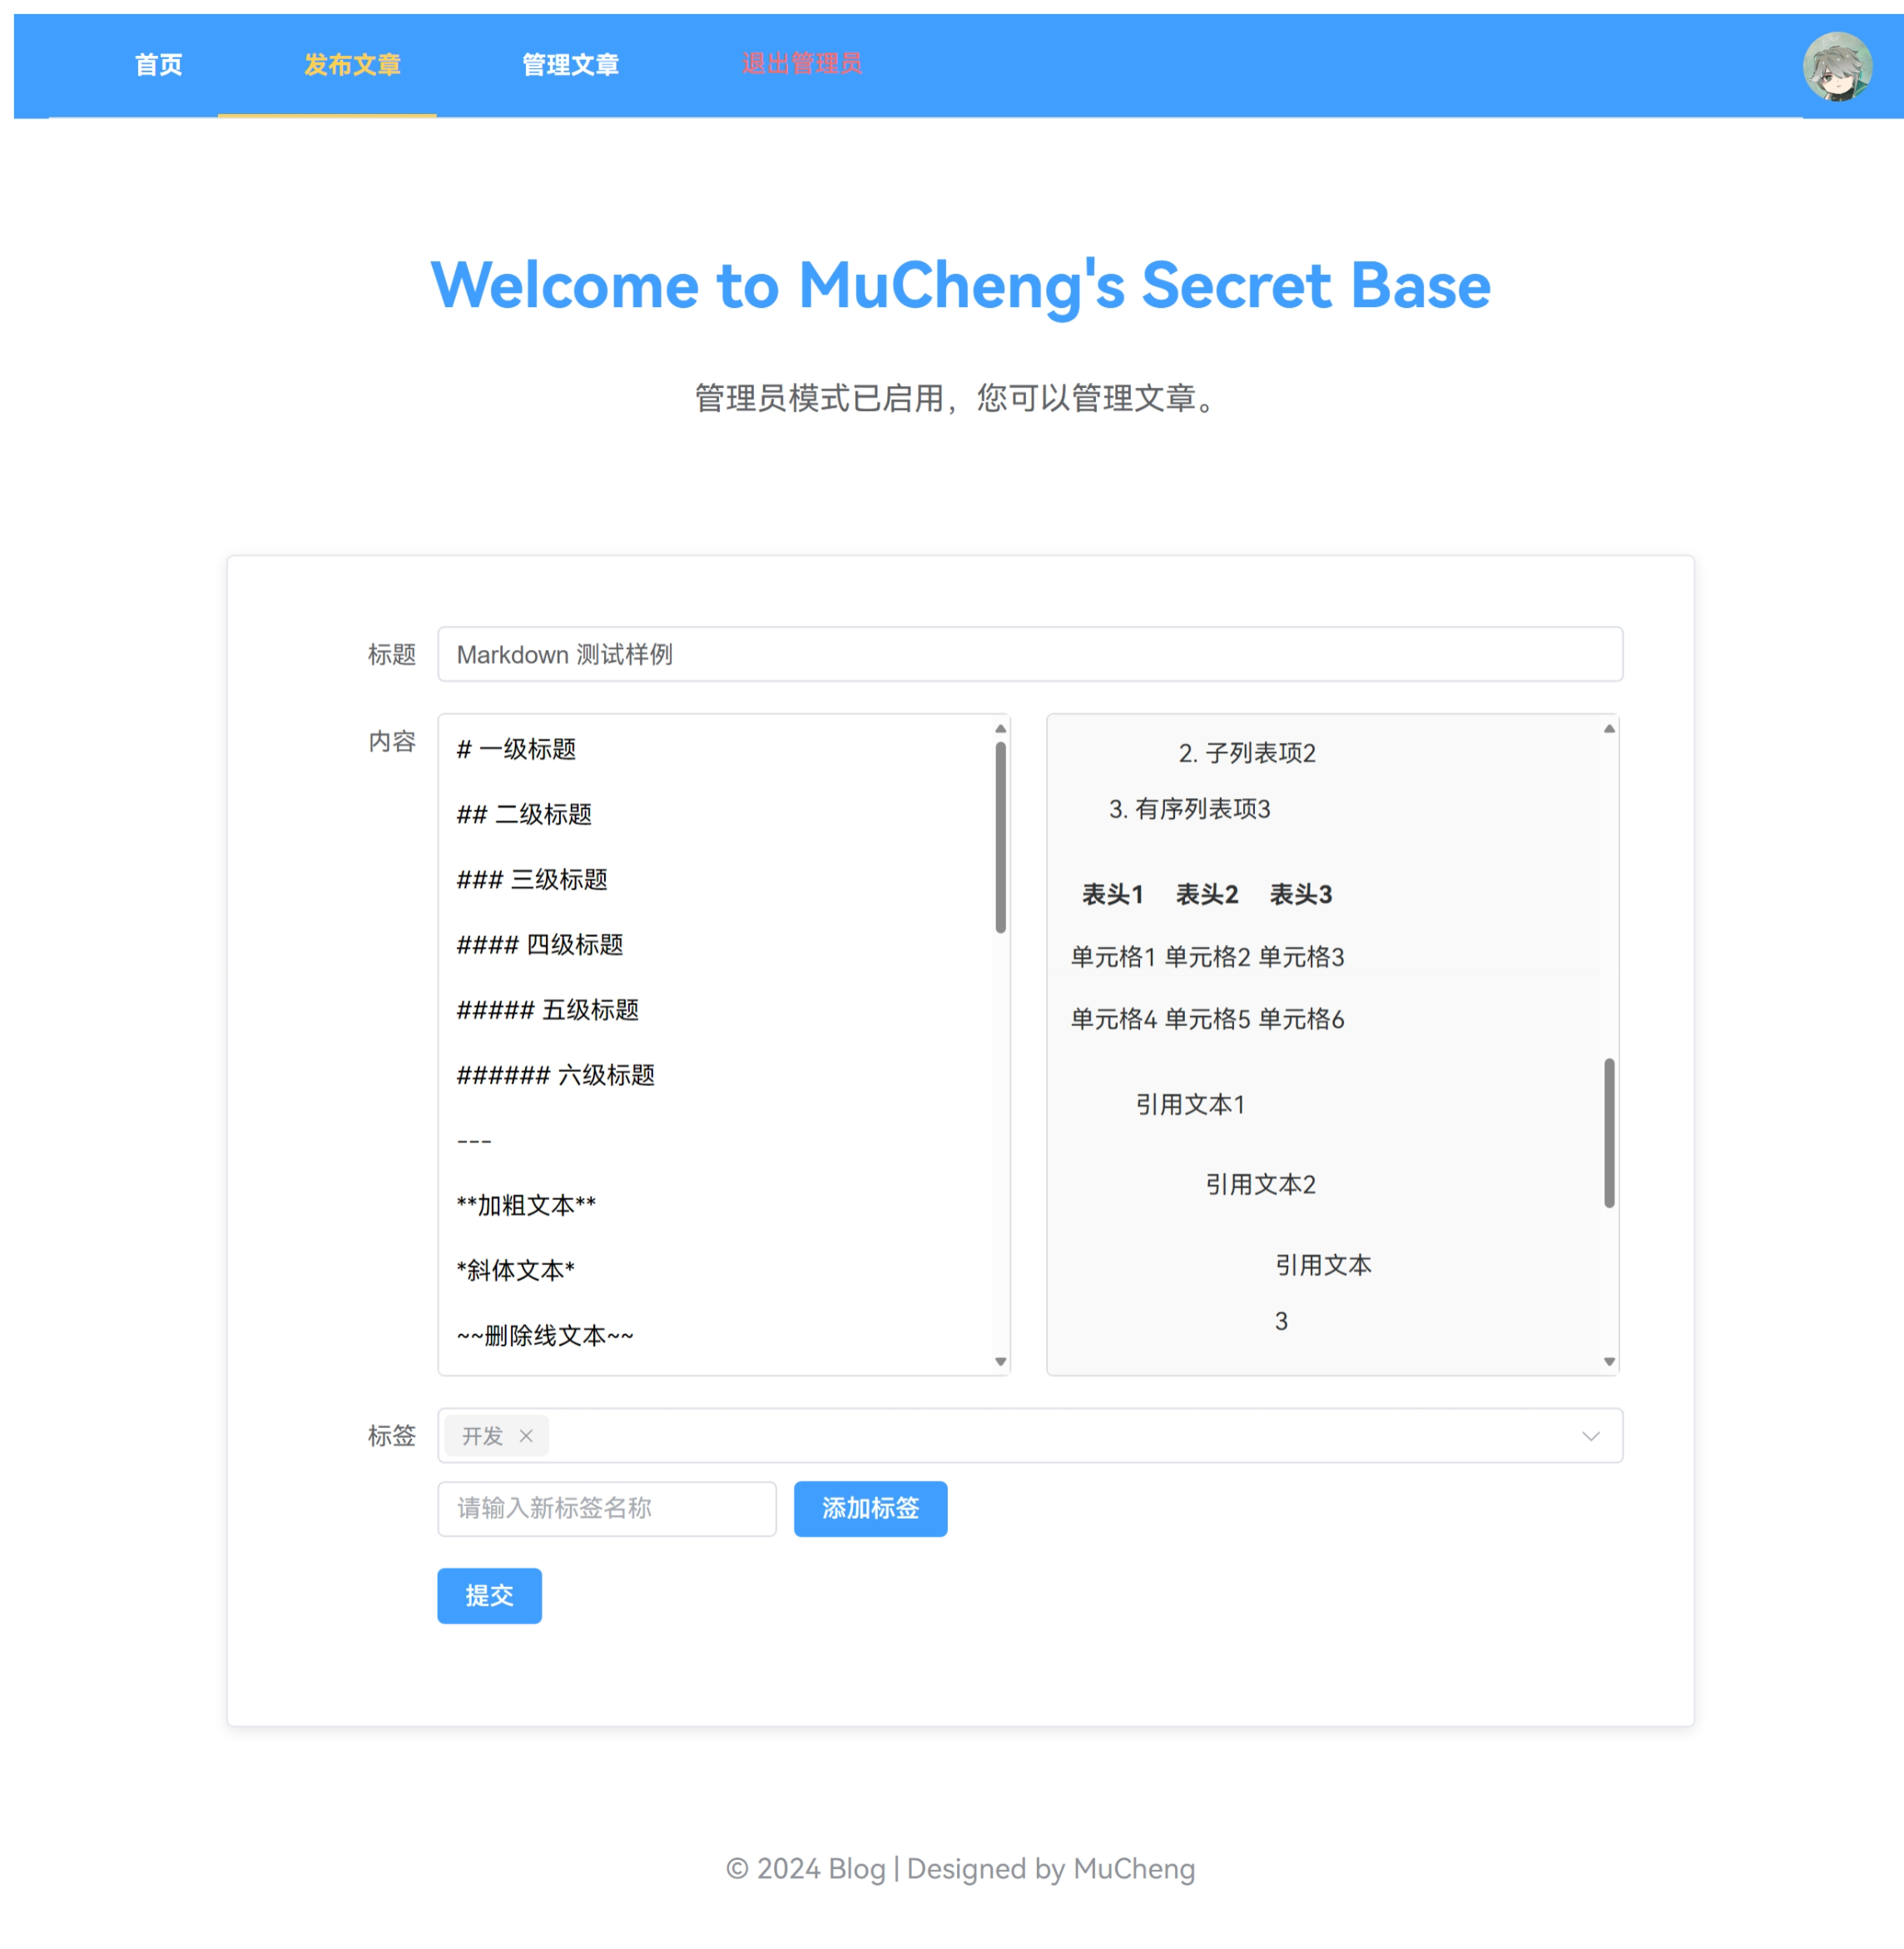 首页 发布文章 管理文章 退出管理员
Welcome to MuCheng's Secret Base
管理员模式已启用，您可以管理文章。
标题 Markdown 测试样例
内容
# 一级标题
## 二级标题
### 三级标题
#### 四级标题
##### 五级标题
###### 六级标题
---
**加粗文本**
*斜体文本*
~~删除线文本~~
2. 子列表项2
3. 有序列表项3
表头1 表头2 表头3
单元格1 单元格2 单元格3
单元格4 单元格5 单元格6
引用文本1
引用文本2
引用文本
3
标签 开发 ×
请输入新标签名称 添加标签
提交
© 2024 Blog | Designed by MuCheng